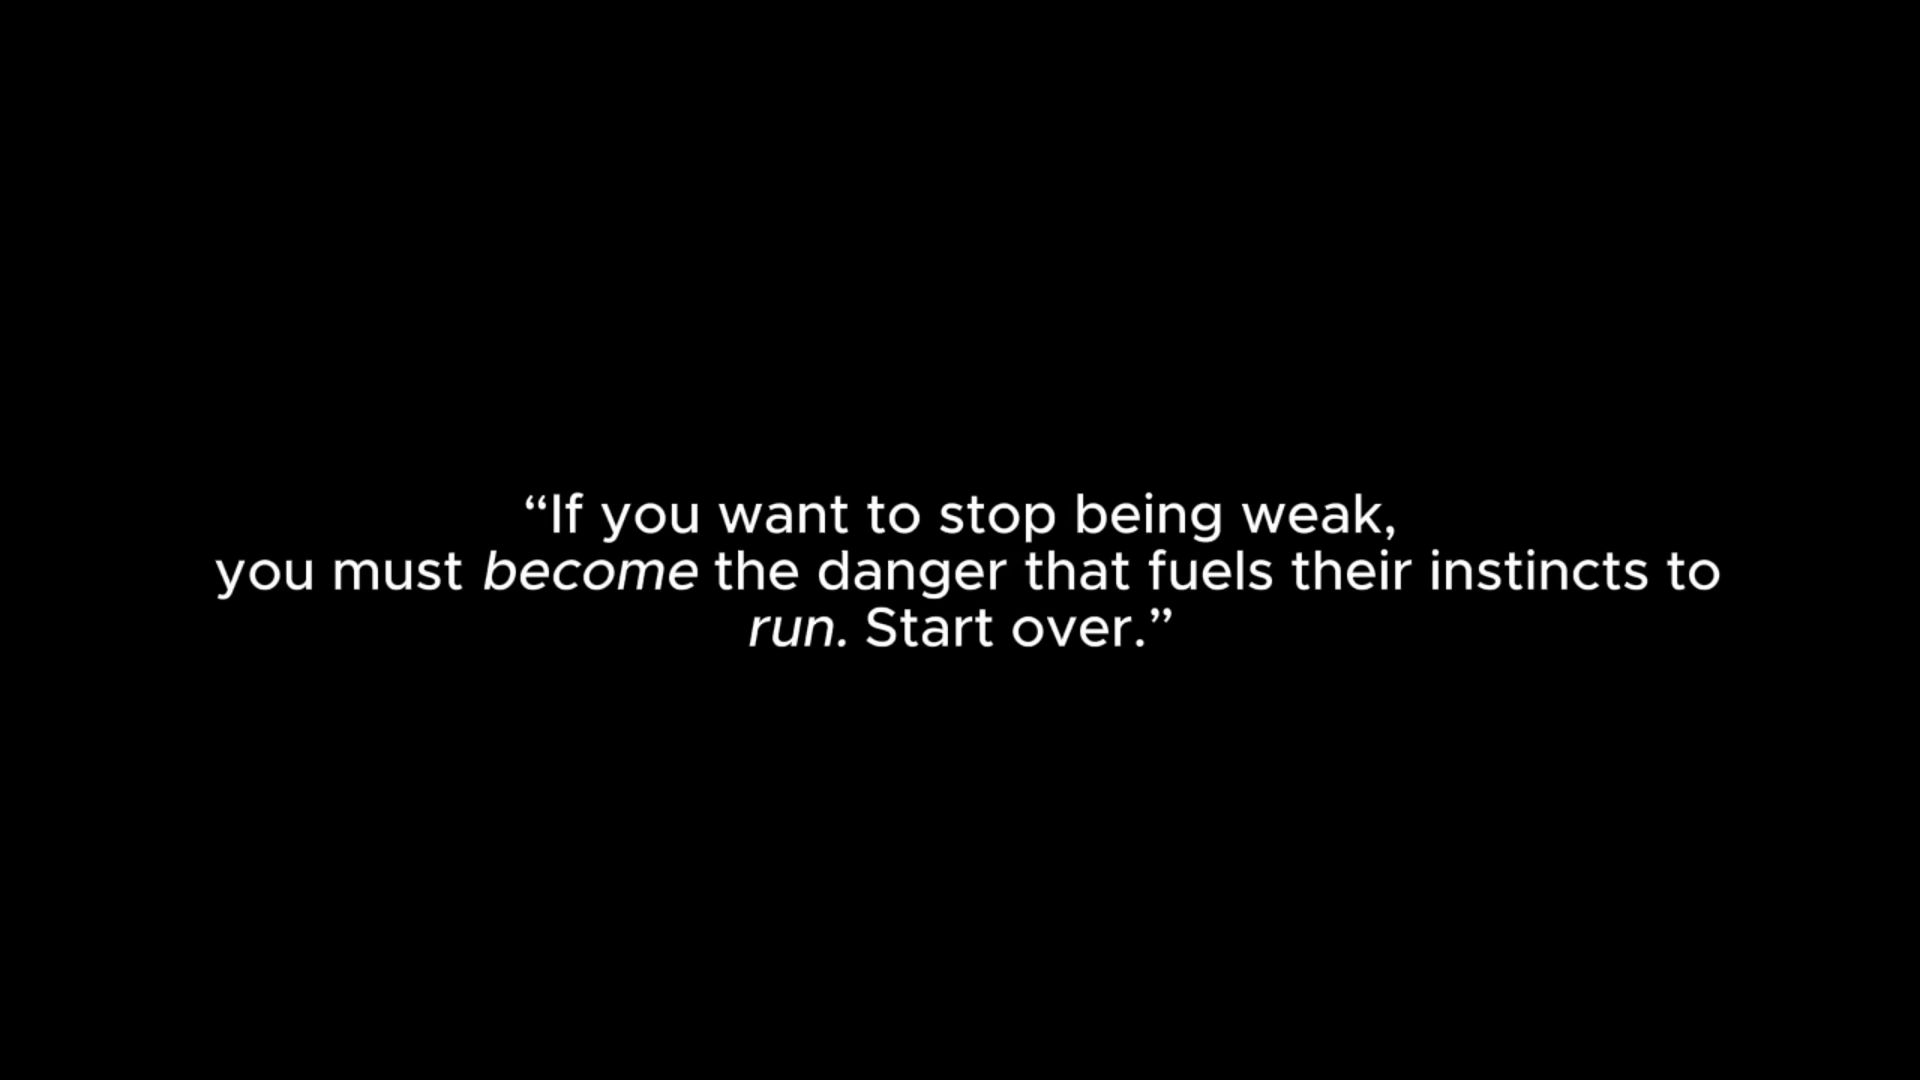 “If you want to stop being weak,
you must become the danger that fuels their instincts to
run. Start over.”